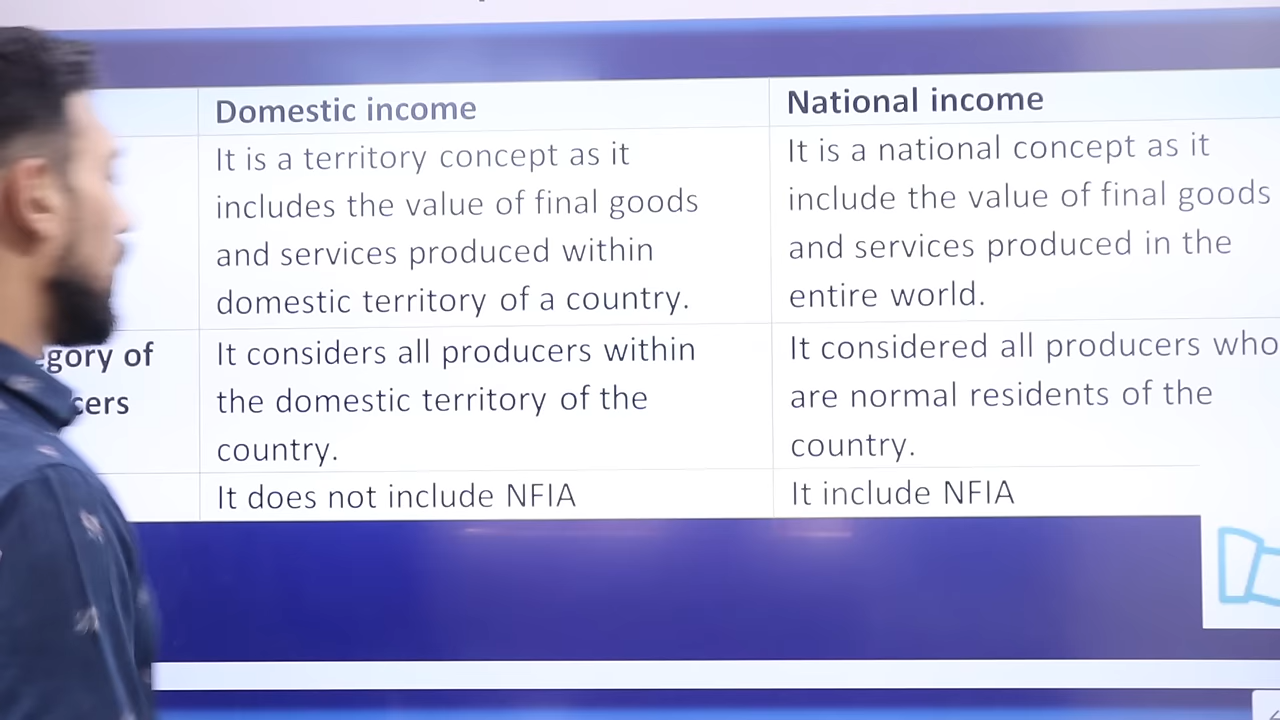 Domestic income
National income
It is a territory concept as it
includes the value of final goods
and services produced within
domestic territory of a country.
It is a national concept as it
include the value of final goods
and services produced in the
entire world.
gory of
cers
It considers all producers within
the domestic territory of the
country.
It considered all producers who
are normal residents of the
country.
It does not include NFIA
It include NFIA